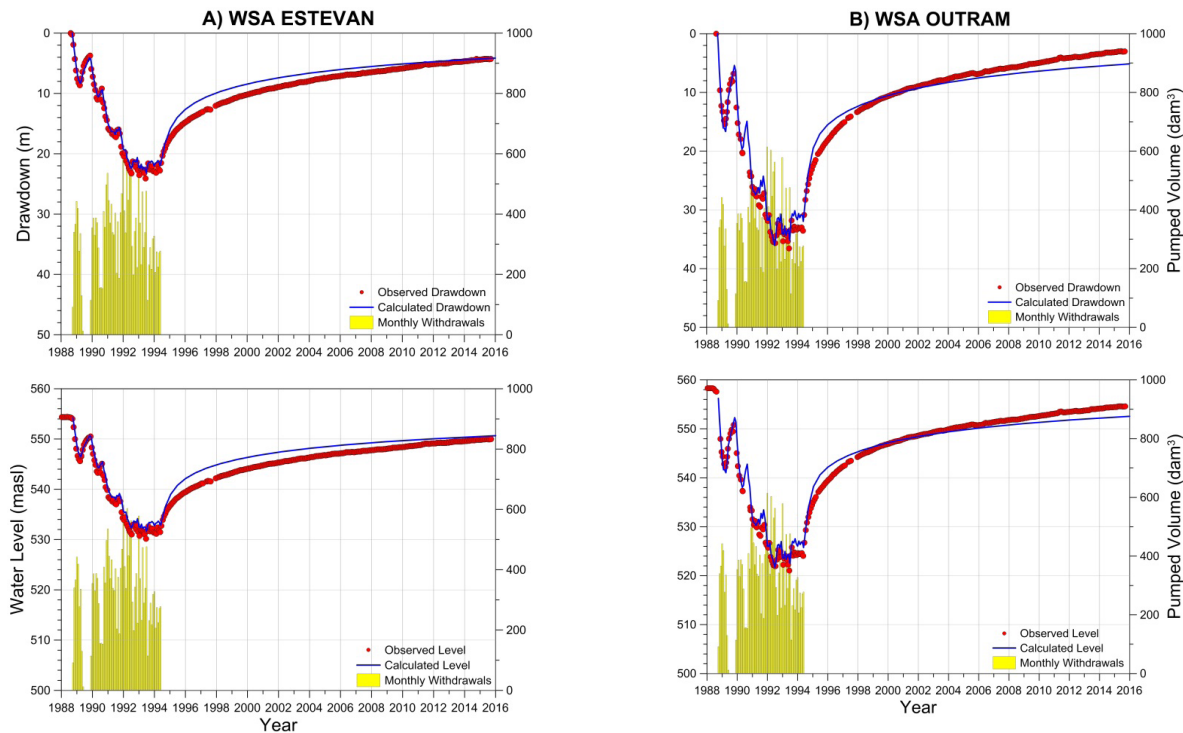 A) WSA ESTEVAN
B) WSA OUTRAM
0
10
20
30
40
50
Drawdown (m)
1000
800
600
400
200
0
Observed Drawdown
Calculated Drawdown
Monthly Withdrawals
1988 1990 1992 1994 1996 1998 2000 2002 2004 2006 2008 2010 2012 2014 2016
0
10
20
30
40
50
1000
800
600
400
200
0
Pumped Volume (dam³)
Observed Drawdown
Calculated Drawdown
Monthly Withdrawals
1988 1990 1992 1994 1996 1998 2000 2002 2004 2006 2008 2010 2012 2014 2016
560
550
540
530
520
510
500
Water Level (masl)
1000
800
600
400
200
0
Observed Level
Calculated Level
Monthly Withdrawals
1988 1990 1992 1994 1996 1998 2000 2002 2004 2006 2008 2010 2012 2014 2016
Year
560
550
540
530
520
510
500
1000
800
600
400
200
0
Pumped Volume (dam³)
Observed Level
Calculated Level
Monthly Withdrawals
1988 1990 1992 1994 1996 1998 2000 2002 2004 2006 2008 2010 2012 2014 2016
Year